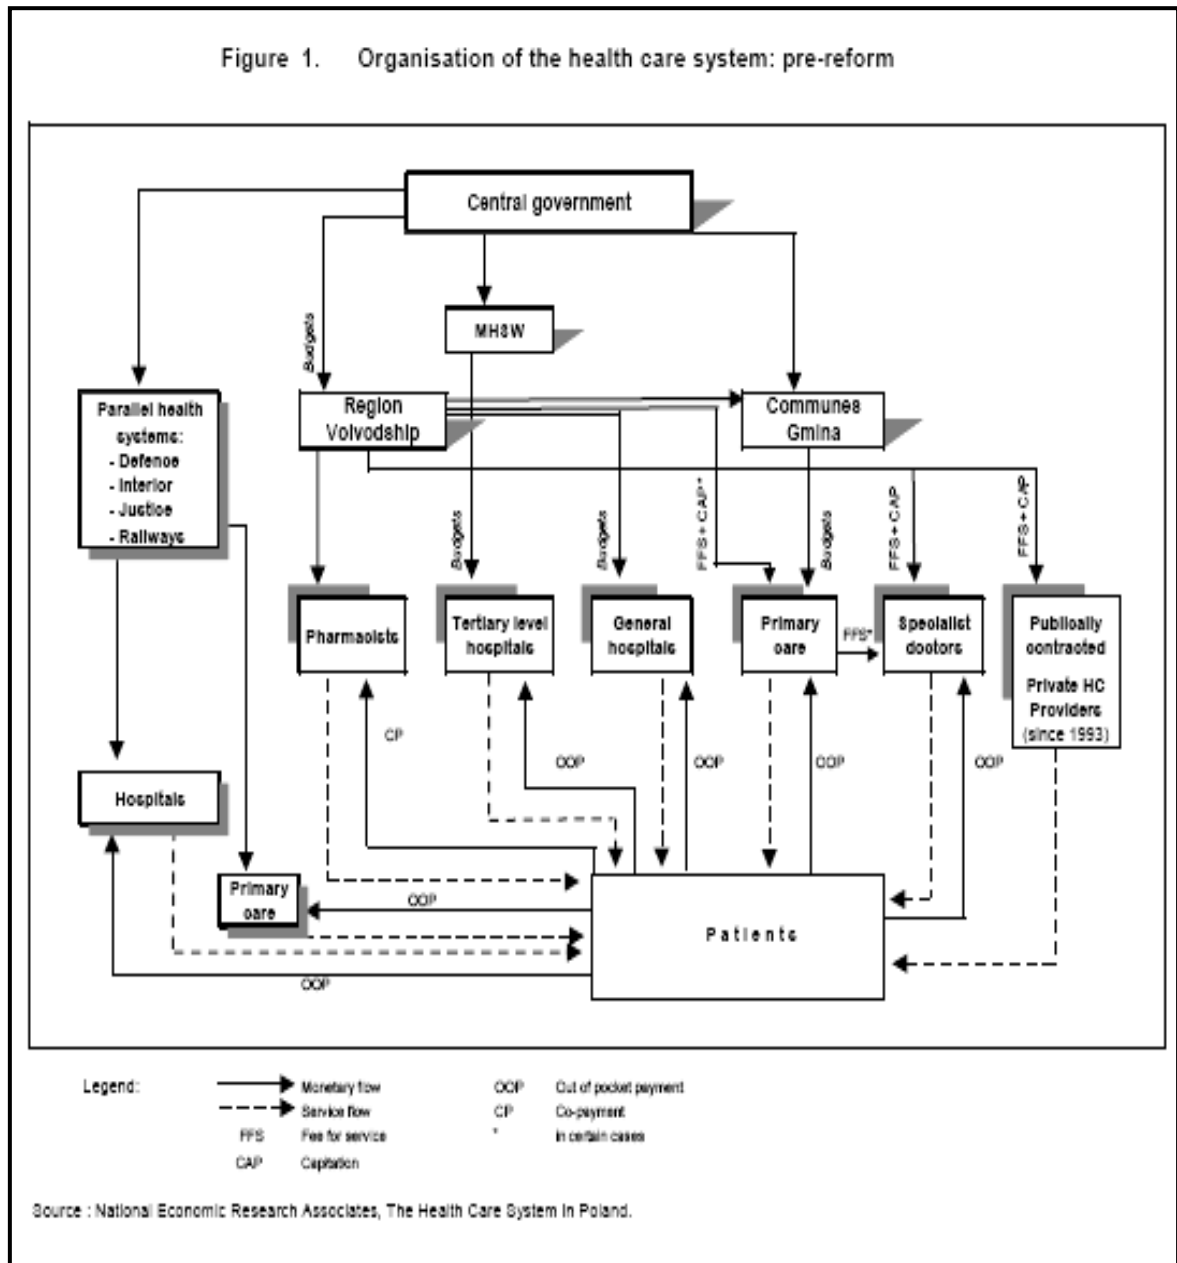 Figure 1. Organisation of the health care system: pre-reform
Central government
Budgets
MHSW
Parallel health
systems:
- Defence
- Interior
- Justice
- Railways
Region
Voivodship
Communes
Gmina
Budgets
Budgets
FFS + CAP*
Budgets
FFS + CAP
FFS + CAP
Pharmacists
Tertiary level
hospitals
General
hospitals
Primary
care
FFS*
Specialist
doctors
Publically
contracted
Private HC
Providers
(since 1993)
CP
OOP
OOP
OOP
OOP
Hospitals
Primary
care
OOP
Patients
OOP
Legend:
Monetary flow
OOP Out of pocket payment
Service flow
CP Co-payment
FFS Fee for service
* in certain cases
CAP Capitation
Source : National Economic Research Associates, The Health Care System in Poland.